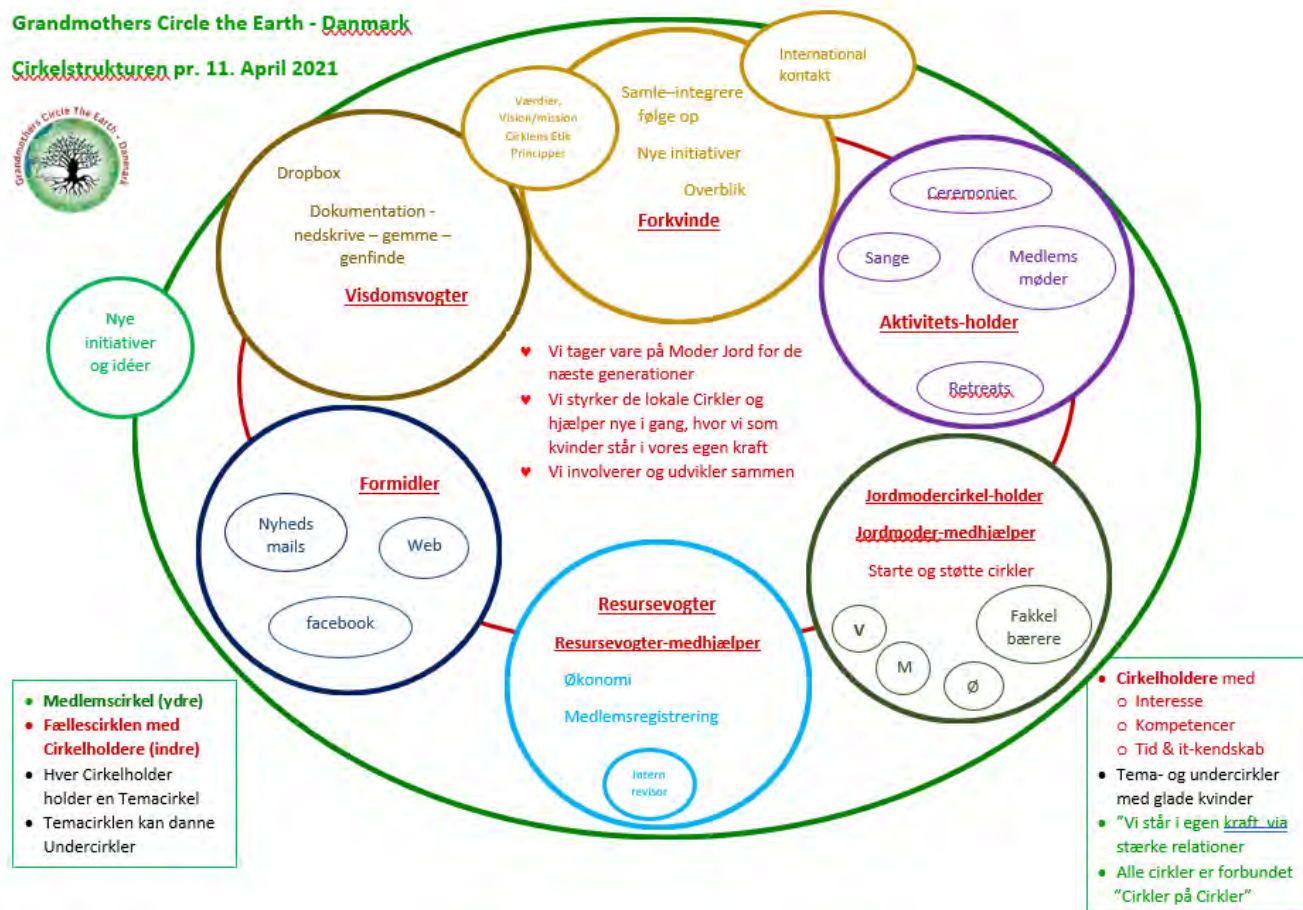 Grandmothers Circle the Earth - Danmark
Cirkelstrukturen pr. 11. April 2021
Grandmothers Circle The Earth - Danmark
International
kontakt
Værdier,
Vision/mission
Cirklens Etik
Principper
Samle–integrere
følge op
Nye initiativer
Overblik
Forkvinde
Dropbox
Dokumentation -
nedskrive – gemme –
genfinde
Visdomsvogter
Ceremonier
Sange
Medlems
møder
Aktivitets-holder
Retreats
Nye
initiativer
og idéer
♥ Vi tager vare på Moder Jord for de
næste generationer
♥ Vi styrker de lokale Cirkler og
hjælper nye i gang, hvor vi som
kvinder står i vores egen kraft
♥ Vi involverer og udvikler sammen
Formidler
Nyheds
mails
Web
facebook
Jordmodercirkel-holder
Jordmoder-medhjælper
Starte og støtte cirkler
Fakkel
bærere
V
M
Ø
Resursevogter
Resursevogter-medhjælper
Økonomi
Medlemsregistrering
Intern
revisor
• Medlemscirkel (ydre)
• Fællescirklen med
Cirkelholdere (indre)
• Hver Cirkelholder
holder en Temacirkel
• Temacirklen kan danne
Undercirkler
• Cirkelholdere med
o Interesse
o Kompetencer
o Tid & it-kendskab
• Tema- og undercirkler
med glade kvinder
• ”Vi står i egen kraft via
stærke relationer
• Alle cirkler er forbundet
”Cirkler på Cirkler”